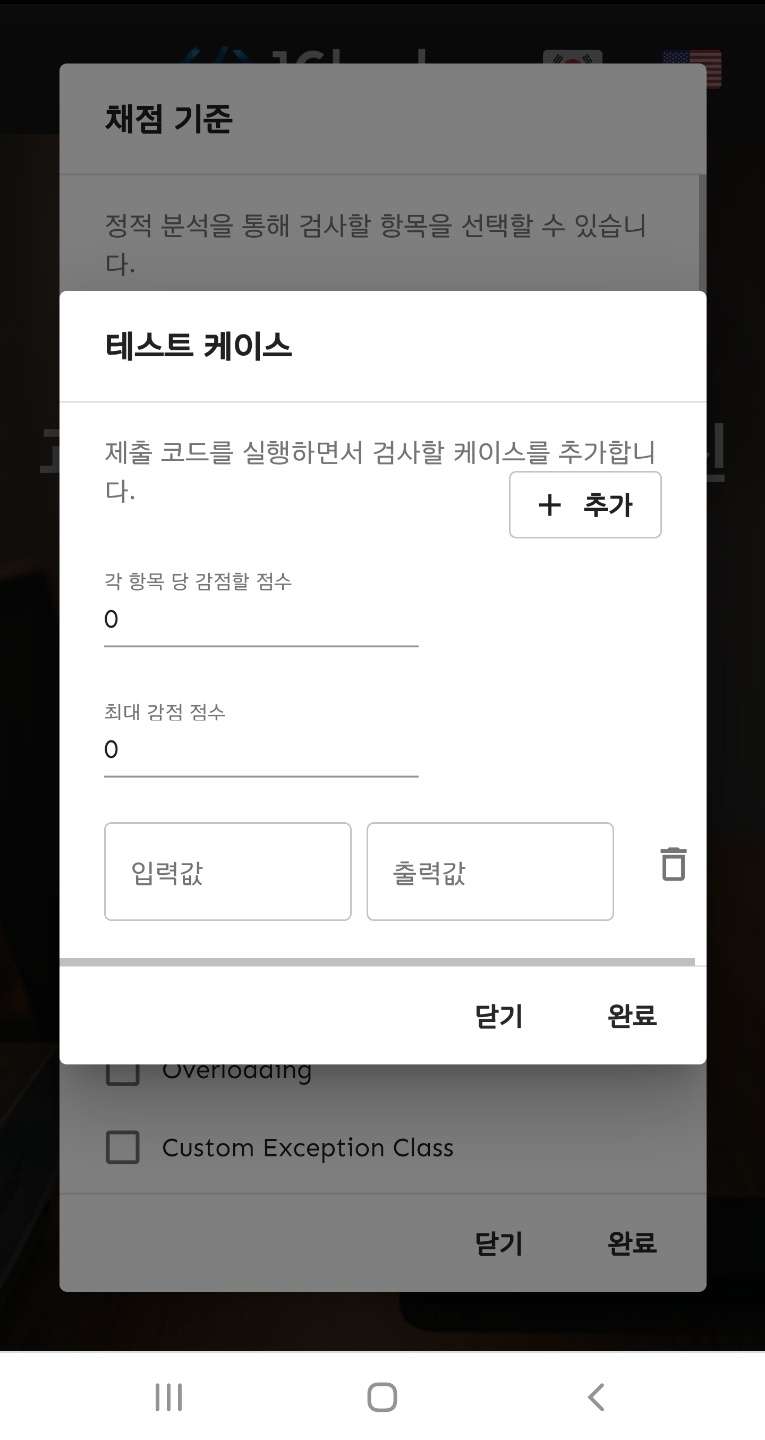 채점 기준
정적 분석을 통해 검사할 항목을 선택할 수 있습니
다.
테스트 케이스
제출 코드를 실행하면서 검사할 케이스를 추가합니
다.
+ 추가
각 항목 당 감점할 점수
0
최대 감점 점수
0
입력값 출력값
닫기 완료
Overloading
Custom Exception Class
닫기 완료